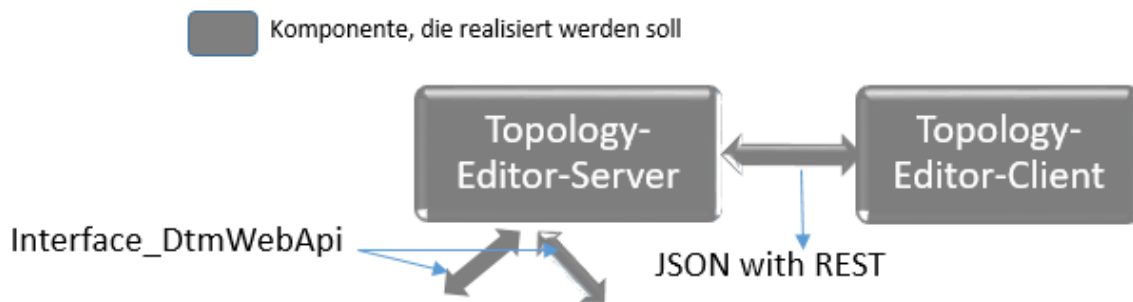 Komponente, die realisiert werden soll
Topology-
Editor-Server
Topology-
Editor-Client
Interface_DtmWebApi
JSON with REST